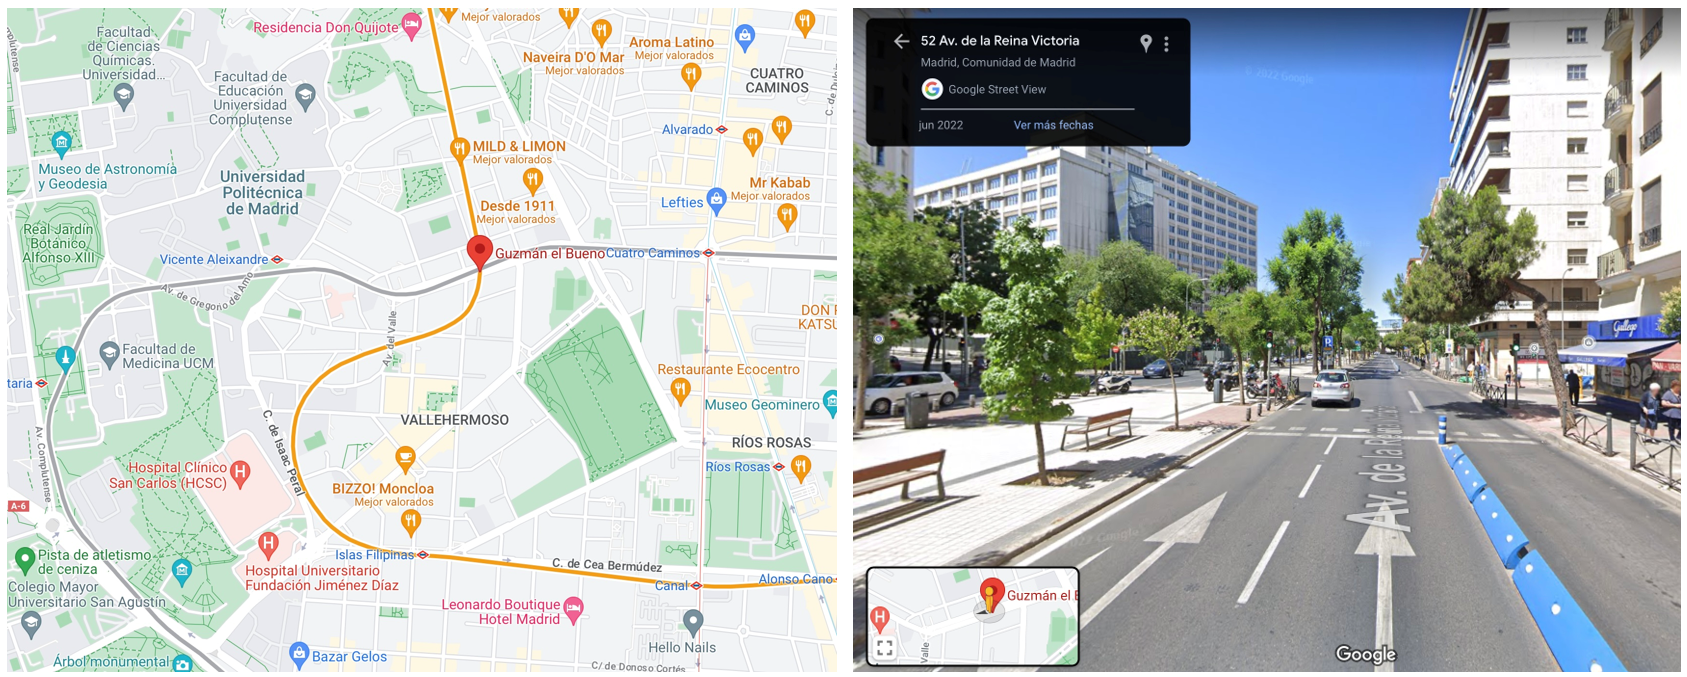 Facultad
de Ciencias
Químicas.
Universidad...
Residencia Don Quijote
Mejor valorados
Naveira D'O Mar
Mejor valorados
Aroma Latino
Mejor valorados
CUATRO
CAMINOS
Facultad de
Educación
Universidad
Complutense
Alvarado
MILD & LIMON
Mejor valorados
Museo de Astronomía
y Geodesia
Universidad
Politécnica
de Madrid
Desde 1911
Mejor valorados
Mr Kabab
Mejor valorados
Lefties
Real Jardín
Botánico
Alfonso XIII
Vicente Aleixandre
Guzmán el Bueno
Cuatro Caminos
Av. de Gregorio del Amo
DON
KATSU
Av. del Valle
Facultad de
Medicina UCM
taria
Restaurante Ecocentro
Museo Geominero
VALLEHERMOSO
C. de Isaac Peral
RÍOS ROSAS
Ríos Rosas
Av. Complutense
Hospital Clínico
San Carlos (HCSC)
BIZZO! Moncloa
Mejor valorados
A-6
Islas Filipinas
C. de Cea Bermúdez
Pista de atletismo
de ceniza
Hospital Universitario
Fundación Jiménez Díaz
Canal
Alonso Cano
Colegio Mayor
Universitario San Agustín
Leonardo Boutique
Hotel Madrid
Hello Nails
Árbol monumental
Bazar Gelos
C/ de Donoso Cortés
52 Av. de la Reina Victoria
Madrid, Comunidad de Madrid
Google Street View
jun 2022
Ver más fechas
© 2022 Google
Gallego
Av. de la Reina
Guzmán el B
Valle
Google